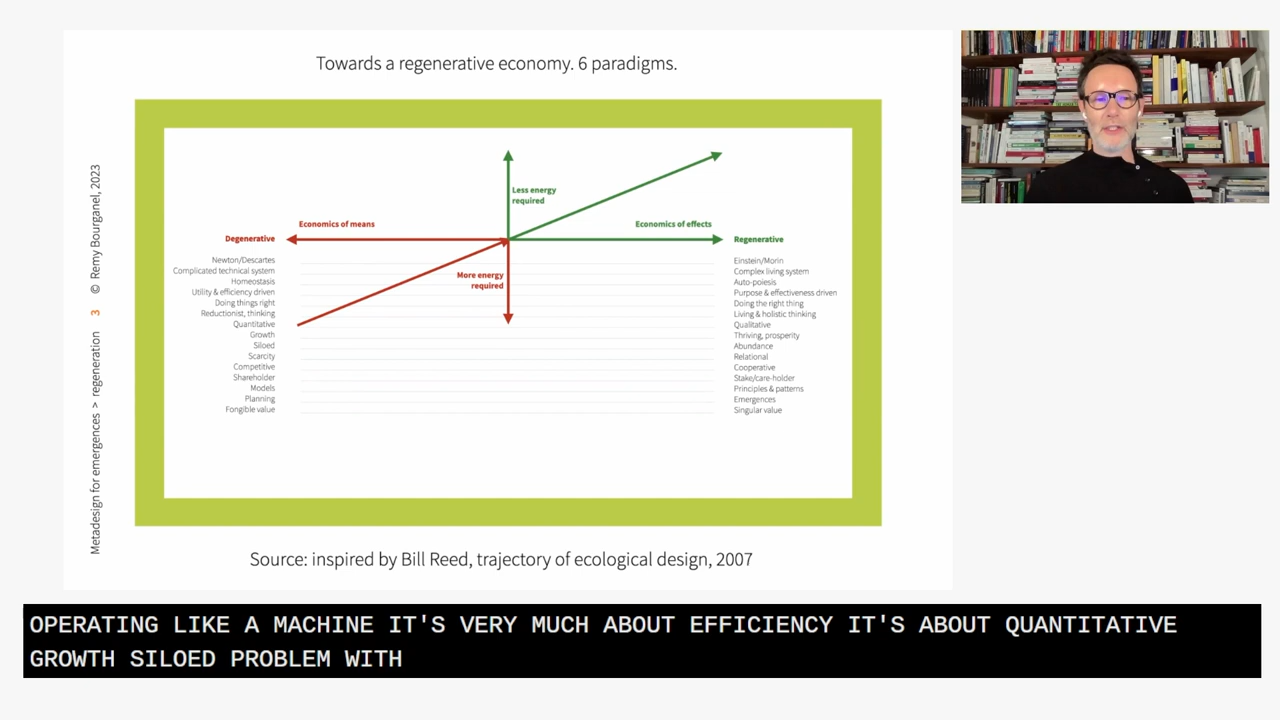 Towards a regenerative economy. 6 paradigms.
Metadesign for emergences > regeneration 3 © Remy Bourganel, 2023
Less energy
required
Economics of means
Economics of effects
Degenerative
Regenerative
More energy
required
Newton/Descartes
Complicated technical system
Homeostasis
Utility & efficiency driven
Doing things right
Reductionist, thinking
Quantitative
Growth
Siloed
Scarcity
Competitive
Shareholder
Models
Planning
Fongible value
Einstein/Morin
Complex living system
Auto-poiesis
Purpose & effectiveness driven
Doing the right thing
Living & holistic thinking
Qualitative
Thriving, prosperity
Abundance
Relational
Cooperative
Stake/care-holder
Principles & patterns
Emergences
Singular value
Source: inspired by Bill Reed, trajectory of ecological design, 2007
OPERATING LIKE A MACHINE IT'S VERY MUCH ABOUT EFFICIENCY IT'S ABOUT QUANTITATIVE
GROWTH SILOED PROBLEM WITH